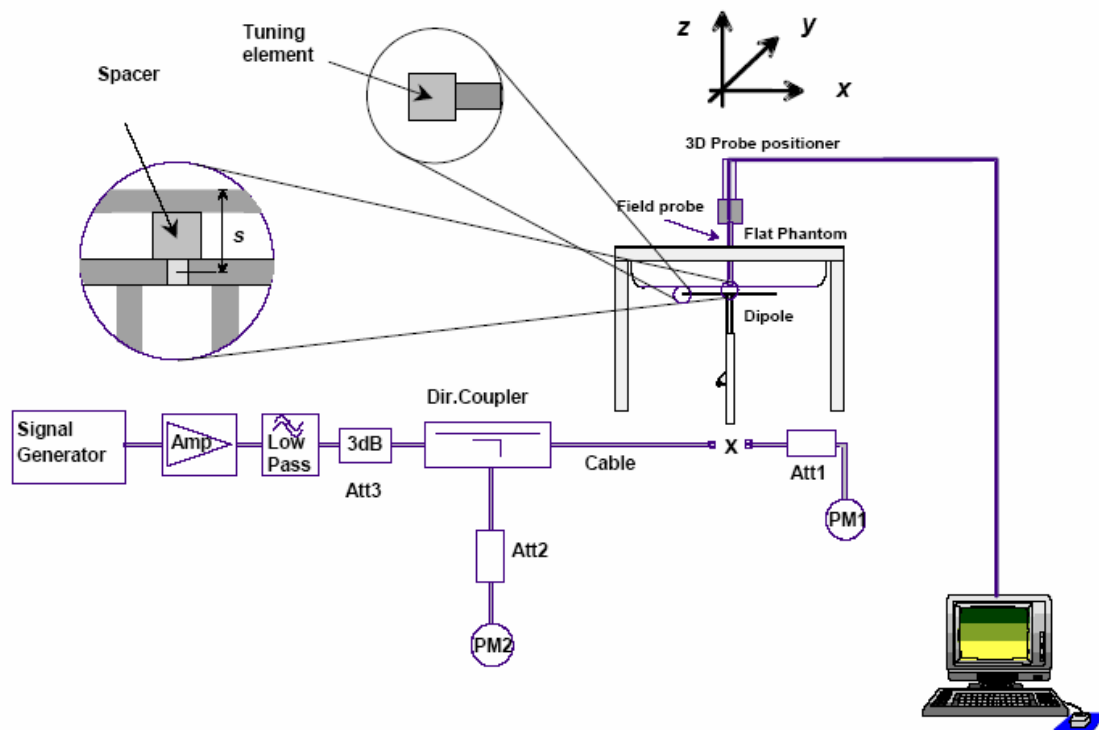 Tuning
element
Spacer
s
z
y
x
3D Probe positioner
Field probe
Flat Phantom
Dipole
Dir.Coupler
Signal
Generator
Amp
Low
Pass
3dB
Att3
Cable
X
Att1
PM1
Att2
PM2